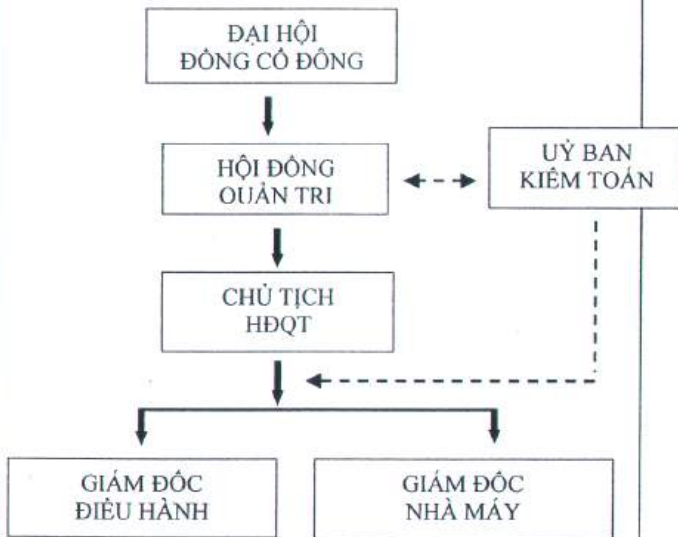 ĐẠI HỘI
ĐỒNG CỔ ĐÔNG
HỘI ĐỒNG
QUẢN TRỊ
UỶ BAN
KIỂM TOÁN
CHỦ TỊCH
HĐQT
GIÁM ĐỐC
ĐIỀU HÀNH
GIÁM ĐỐC
NHÀ MÁY